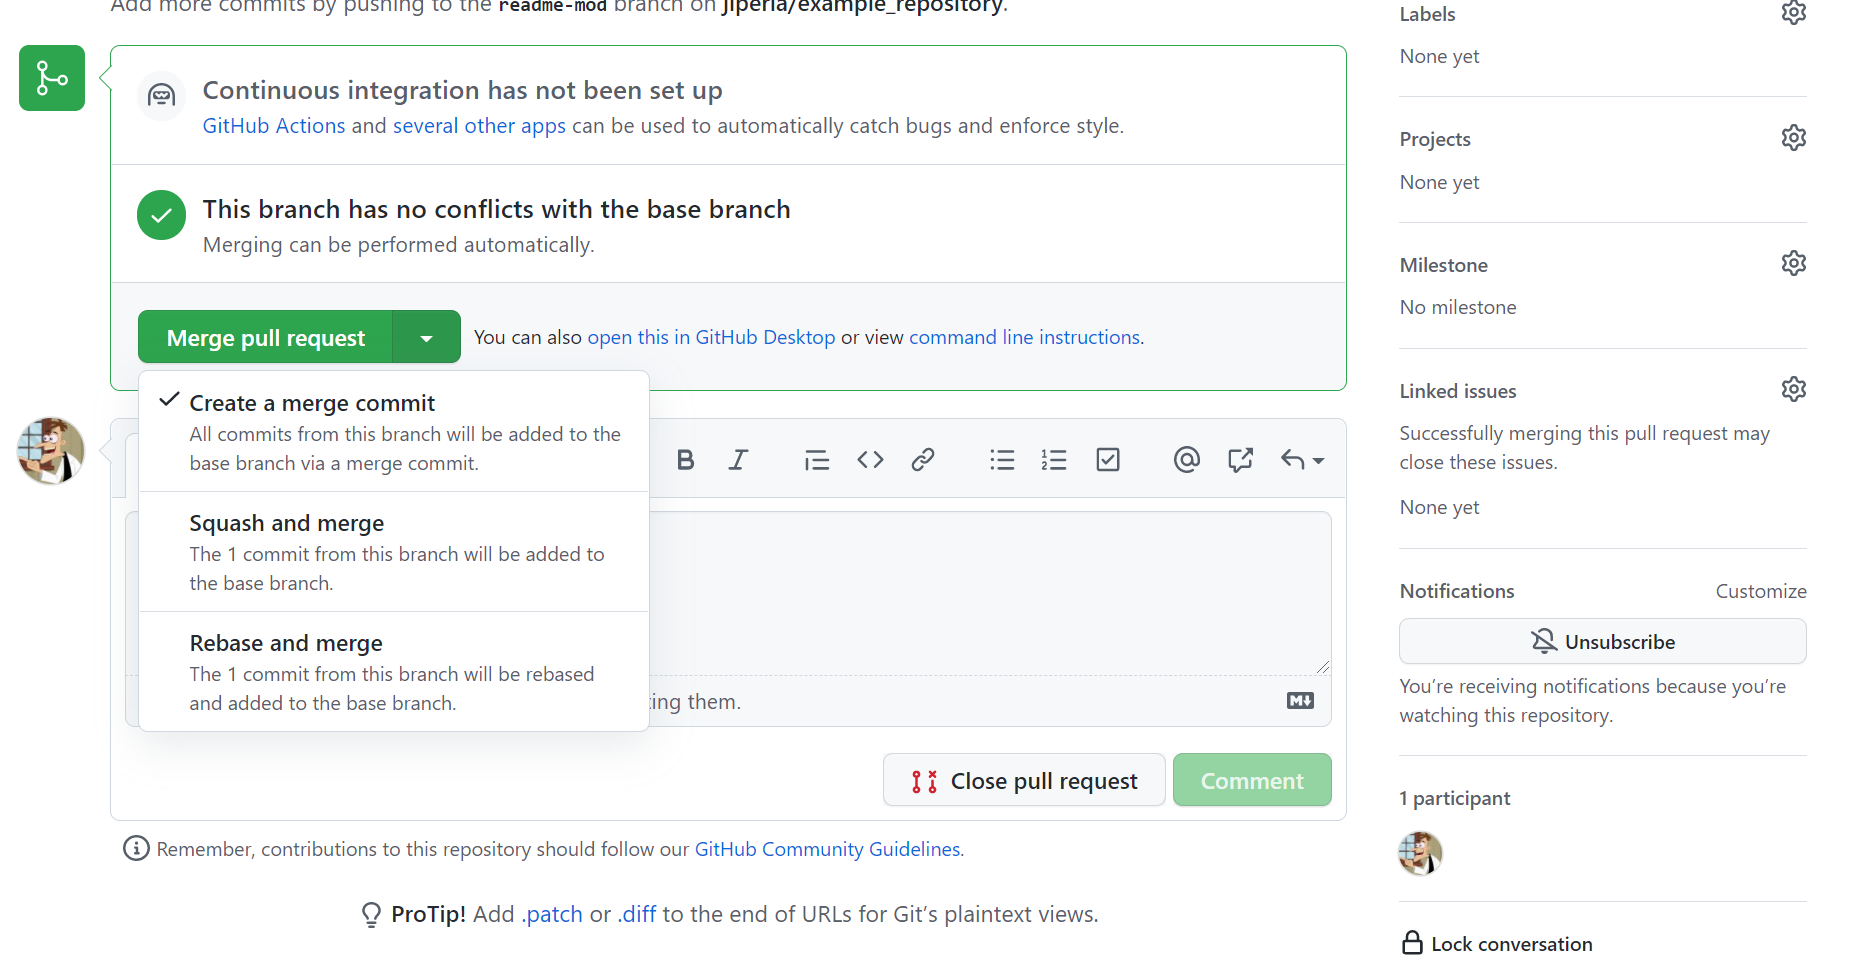 Add more commits by pushing to the readme-mod branch on jlperla/example_repository.
Continuous integration has not been set up
GitHub Actions and several other apps can be used to automatically catch bugs and enforce style.
This branch has no conflicts with the base branch
Merging can be performed automatically.
Merge pull request
You can also open this in GitHub Desktop or view command line instructions.
Create a merge commit
All commits from this branch will be added to the
base branch via a merge commit.
Squash and merge
The 1 commit from this branch will be added to
the base branch.
Rebase and merge
The 1 commit from this branch will be rebased
and added to the base branch.
ting them.
Close pull request
Comment
Remember, contributions to this repository should follow our GitHub Community Guidelines.
ProTip! Add .patch or .diff to the end of URLs for Git's plaintext views.
Labels
None yet
Projects
None yet
Milestone
No milestone
Linked issues
Successfully merging this pull request may
close these issues.
None yet
Notifications
Customize
Unsubscribe
You’re receiving notifications because you’re
watching this repository.
1 participant
Lock conversation